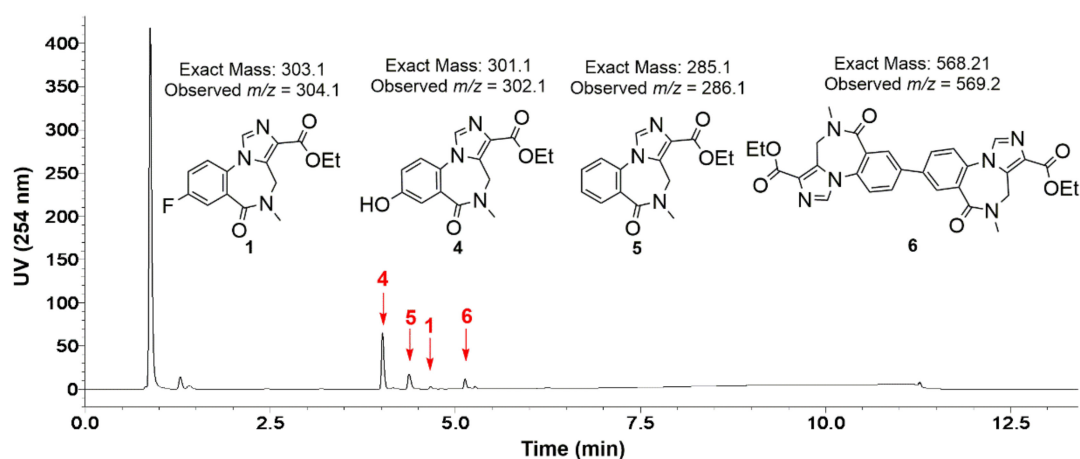 Exact Mass: 303.1
Observed m/z = 304.1
Exact Mass: 301.1
Observed m/z = 302.1
Exact Mass: 285.1
Observed m/z = 286.1
Exact Mass: 568.21
Observed m/z = 569.2
N
O
OEt
N
F
N
O
1
N
O
OEt
N
HO
N
O
4
N
O
OEt
N
N
O
5
N
O
EtO
O
N
N
N
N
O
OEt
N
O
6
UV (254 nm)
400
350
300
250
200
150
100
50
0
4
5
1
6
0.0
2.5
5.0
7.5
10.0
12.5
Time (min)